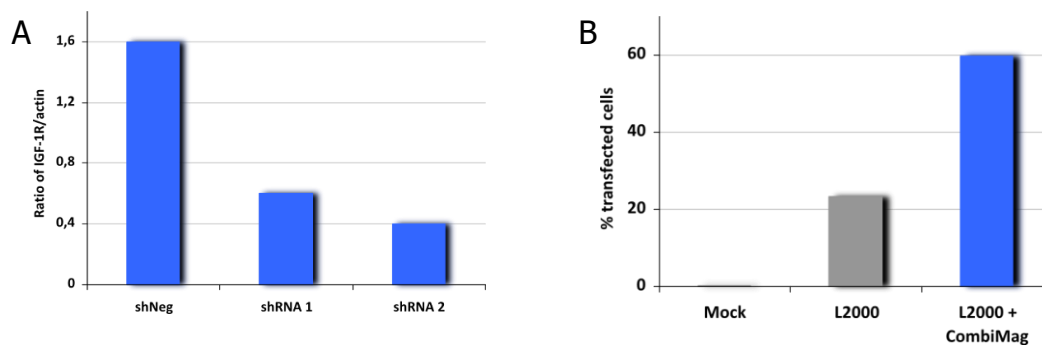 A
Ratio of IGF-1R/actin
1,6
1,2
0,8
0,4
0
shNeg
shRNA 1
shRNA 2
B
% transfected cells
60
40
20
0
Mock
L2000
L2000 +
CombiMag